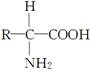 H
R—C—COOH
NH₂